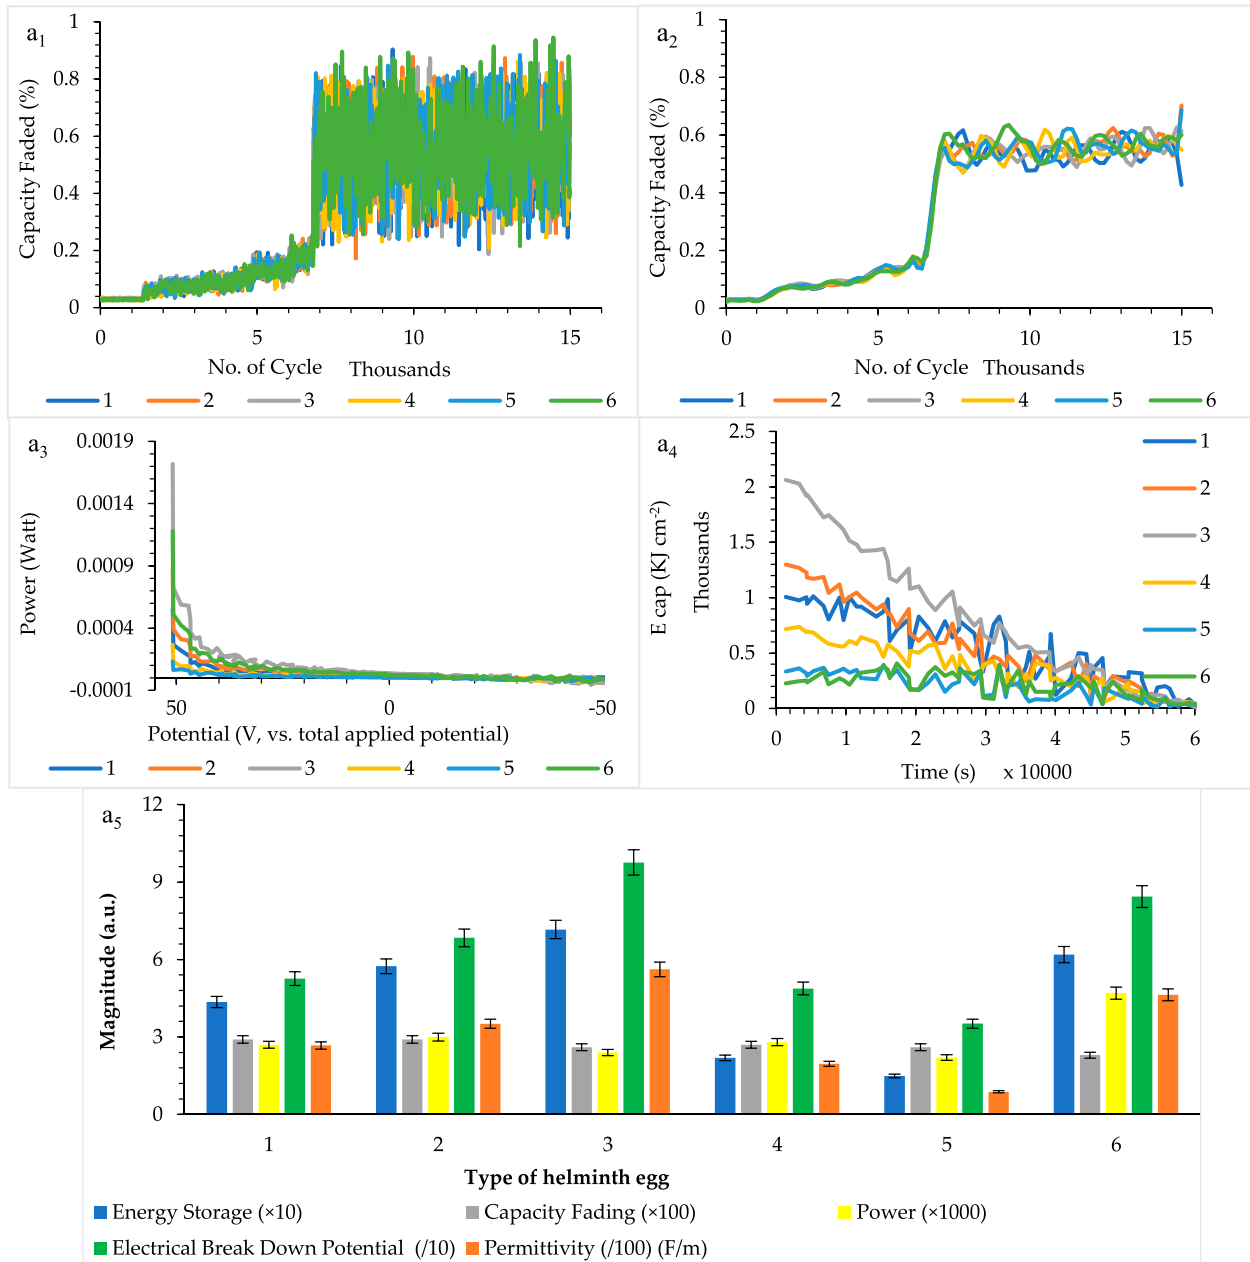 a1
Capacity Faded (%)
1
0.8
0.6
0.4
0.2
0
0 5 10 15
No. of Cycle Thousands
1 2 3 4 5 6
a2
Capacity Faded (%)
1
0.8
0.6
0.4
0.2
0
0 5 10 15
No. of Cycle Thousands
1 2 3 4 5 6
a3
Power (Watt)
0.0019
0.0014
0.0009
0.0004
-0.0001
50 0 -50
Potential (V, vs. total applied potential)
1 2 3 4 5 6
a4
E cap (KJ cm-2)
Thousands
2.5
2
1.5
1
0.5
0
0 1 2 3 4 5 6
Time (s) x 10000
1
2
3
4
5
6
a5
Magnitude (a.u.)
12
9
6
3
0
1 2 3 4 5 6
Type of helminth egg
Energy Storage (×10) Capacity Fading (×100) Power (×1000)
Electrical Break Down Potential (/10) Permittivity (/100) (F/m)